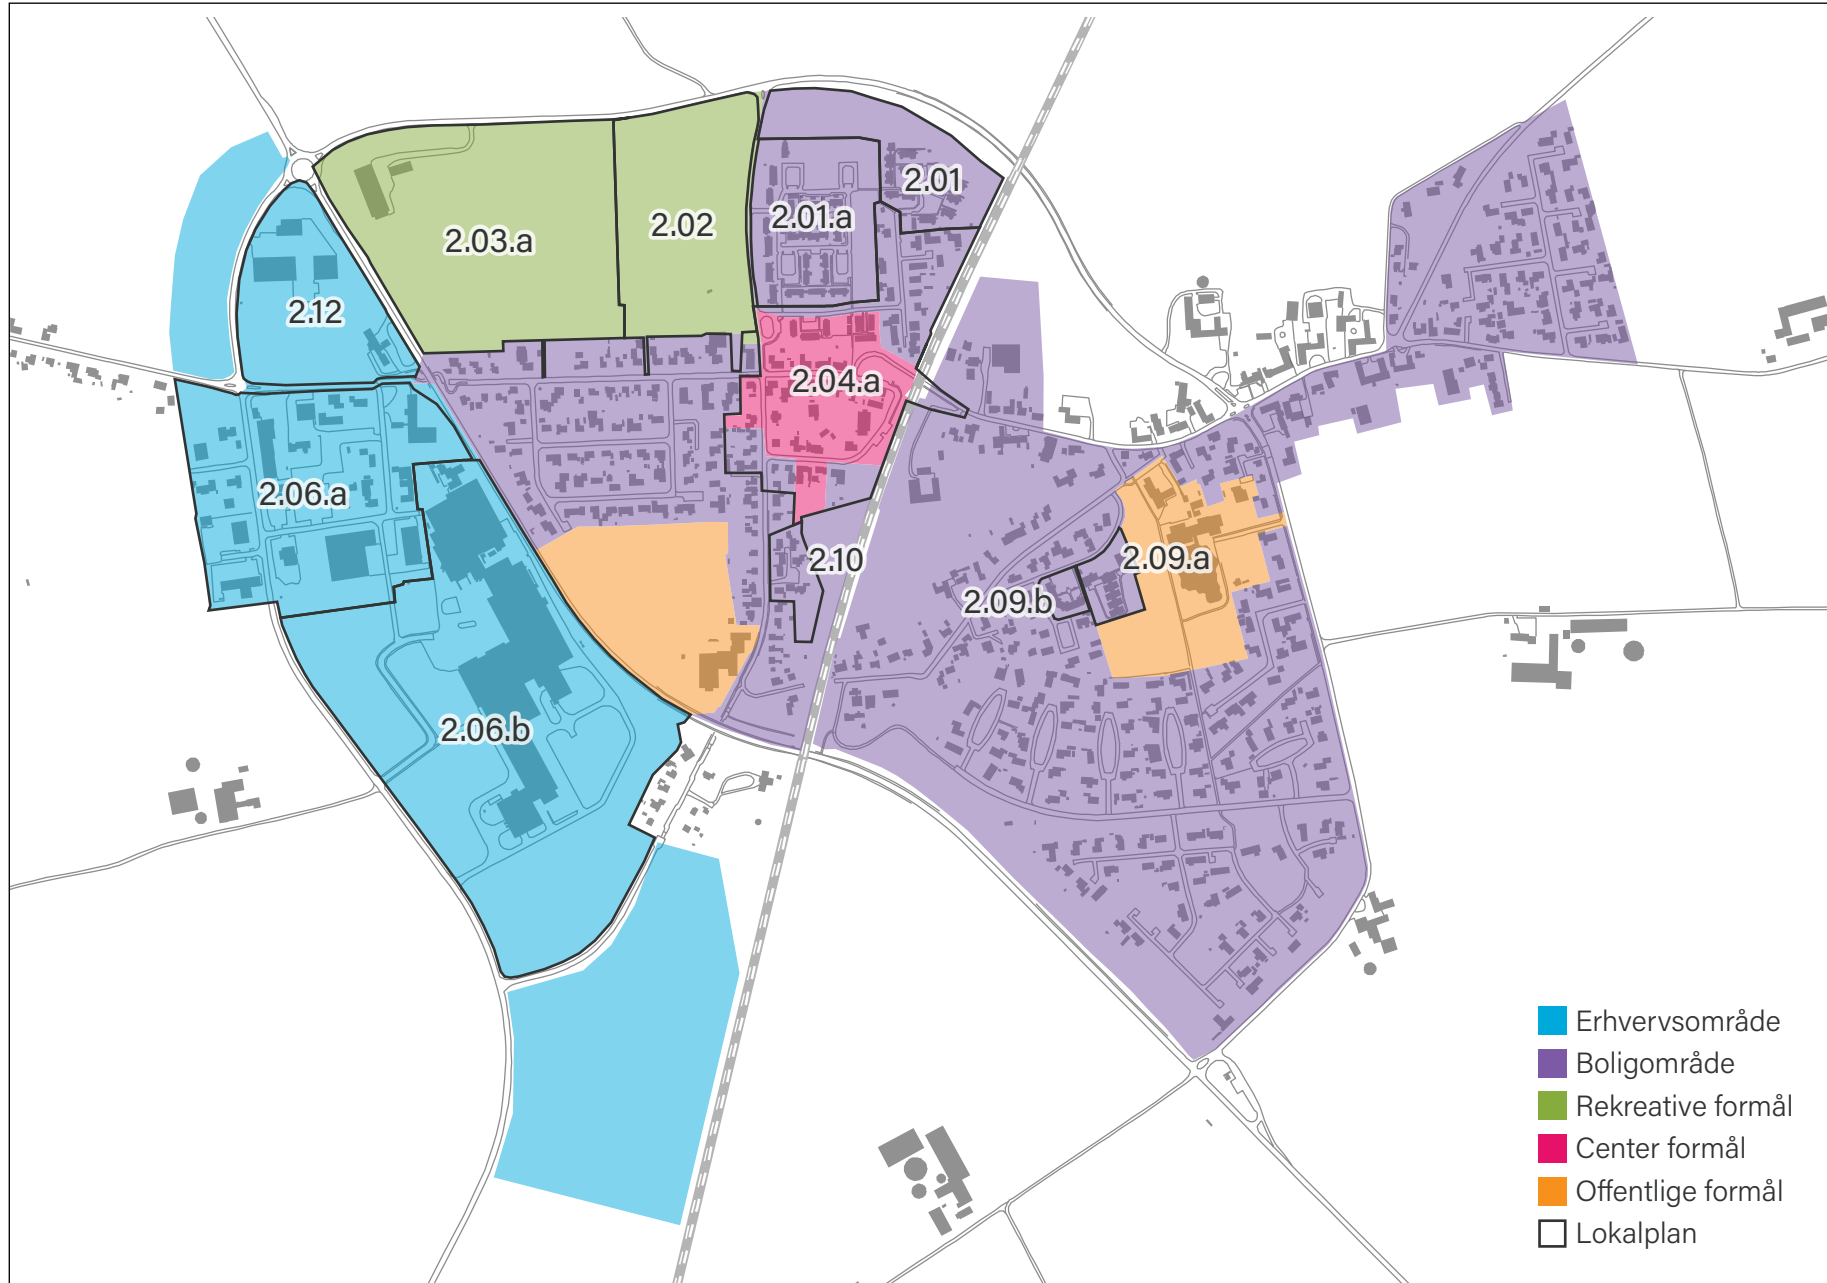 2.01
2.01.a
2.02
2.03.a
2.12
2.04.a
2.06.a
2.10
2.09.a
2.09.b
2.06.b
Erhvervsområde
Boligområde
Rekreative formål
Center formål
Offentlige formål
Lokalplan